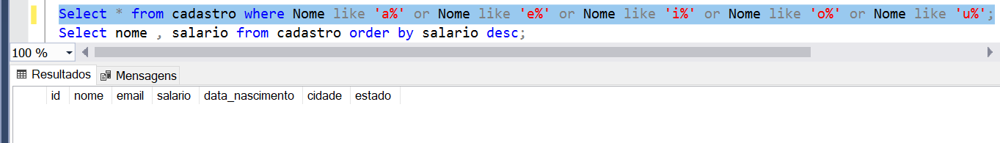 Select * from cadastro where Nome like 'a%' or Nome like 'e%' or Nome like 'i%' or Nome like 'o%' or Nome like 'u%';
Select nome , salario from cadastro order by salario desc;
100 %
Resultados Mensagens
id nome email salario data_nascimento cidade estado